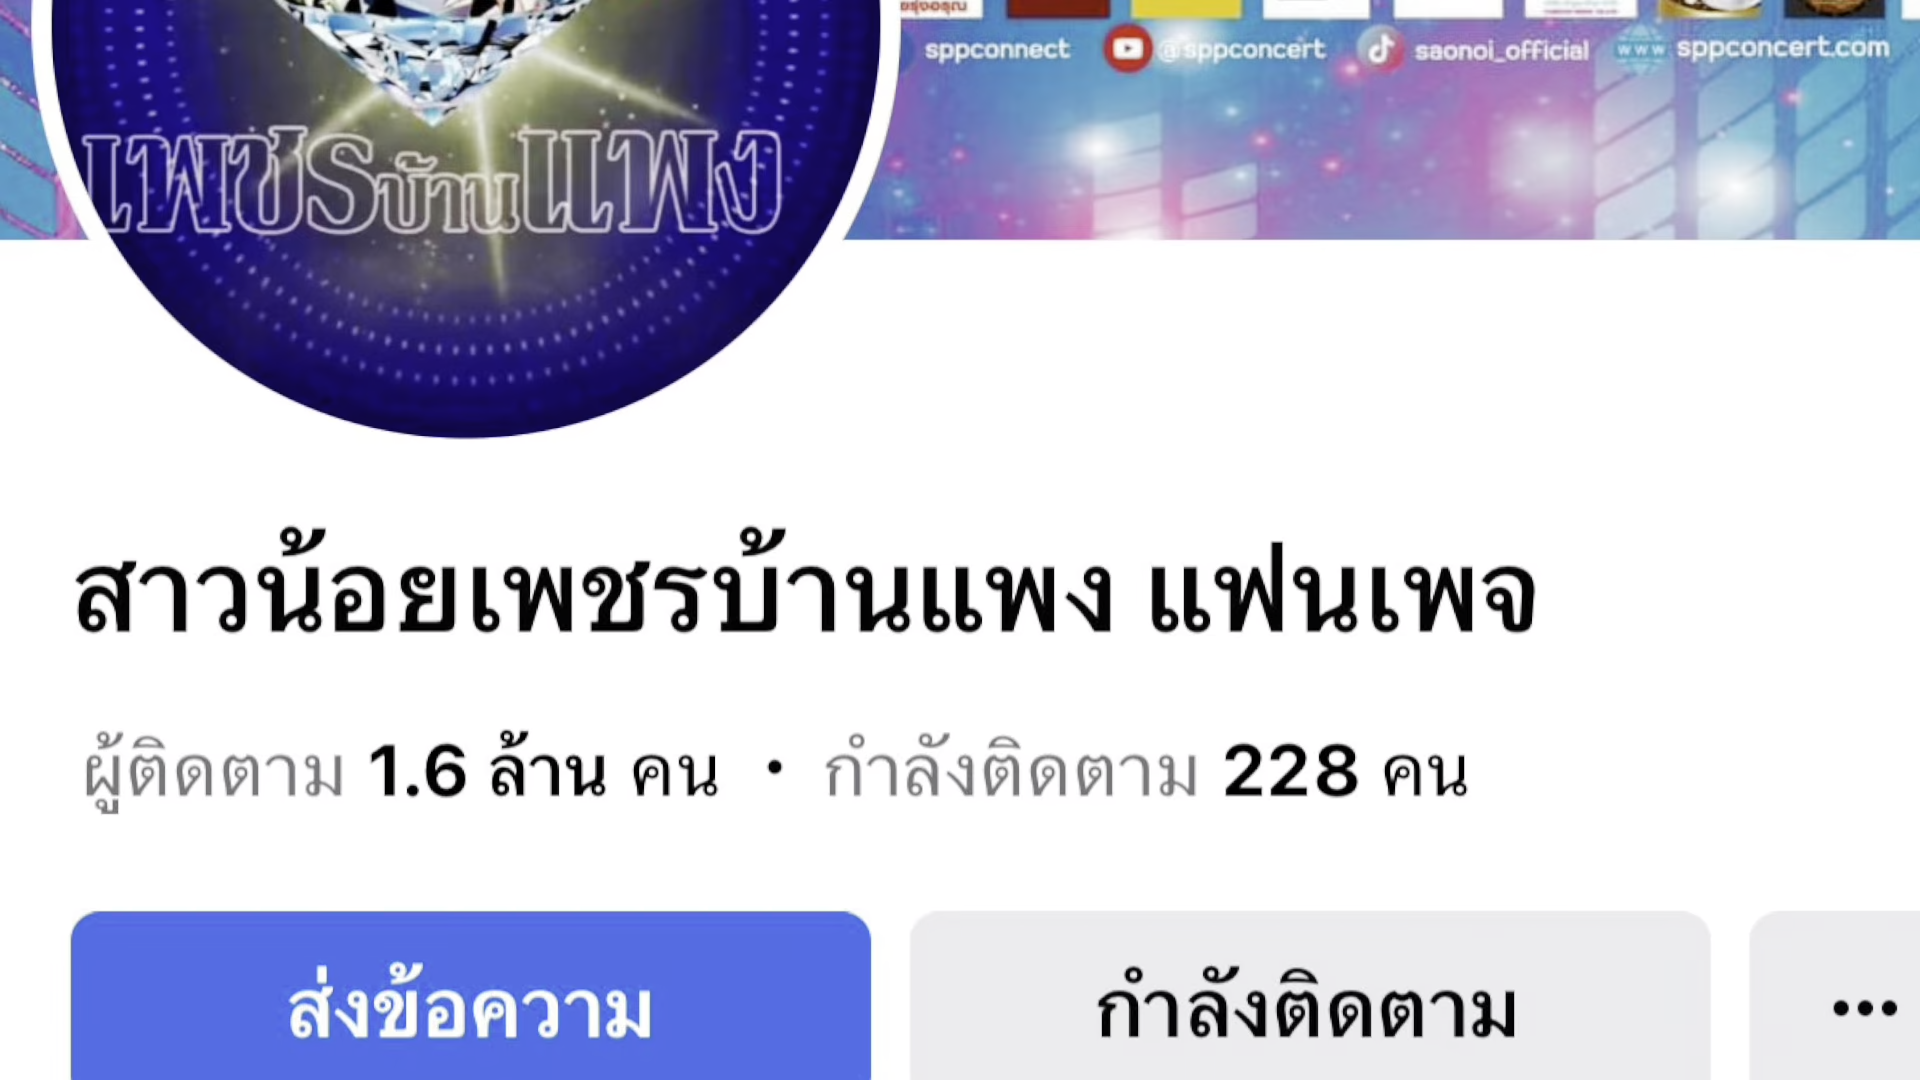 sppconnect @sppconcert saonoi_official www sppconcert.com
เพชรบ้านแพง
สาวน้อยเพชรบ้านแพง แฟนเพจ
ผู้ติดตาม 1.6 ล้าน คน · กำลังติดตาม 228 คน
ส่งข้อความ กำลังติดตาม ...